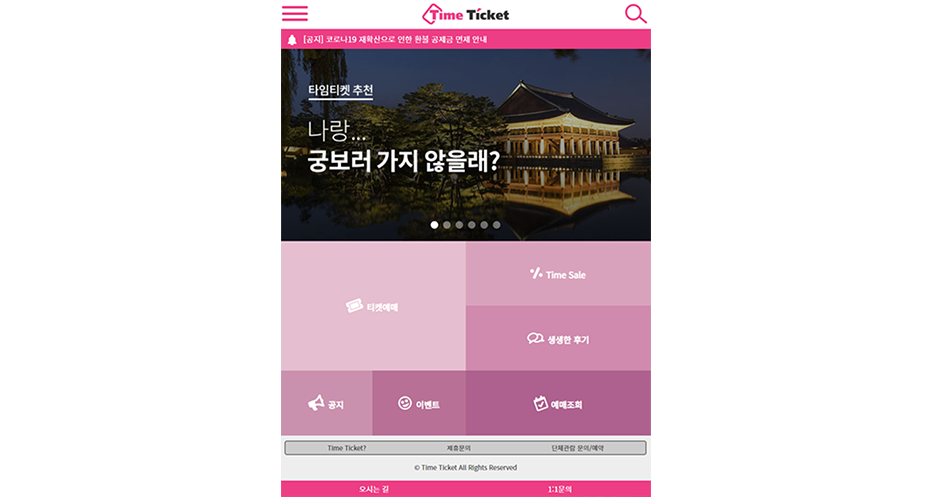 Time Ticket
[공지] 코로나19 재확산으로 인한 환불 공제금 면제 안내
타임티켓 추천
나랑...
궁보러 가지 않을래?
티켓예매
Time Sale
생생한 후기
공지
이벤트
예매조회
Time Ticket?
제휴문의
단체관람 문의/예약
© Time Ticket All Rights Reserved
오시는 길
1:1문의